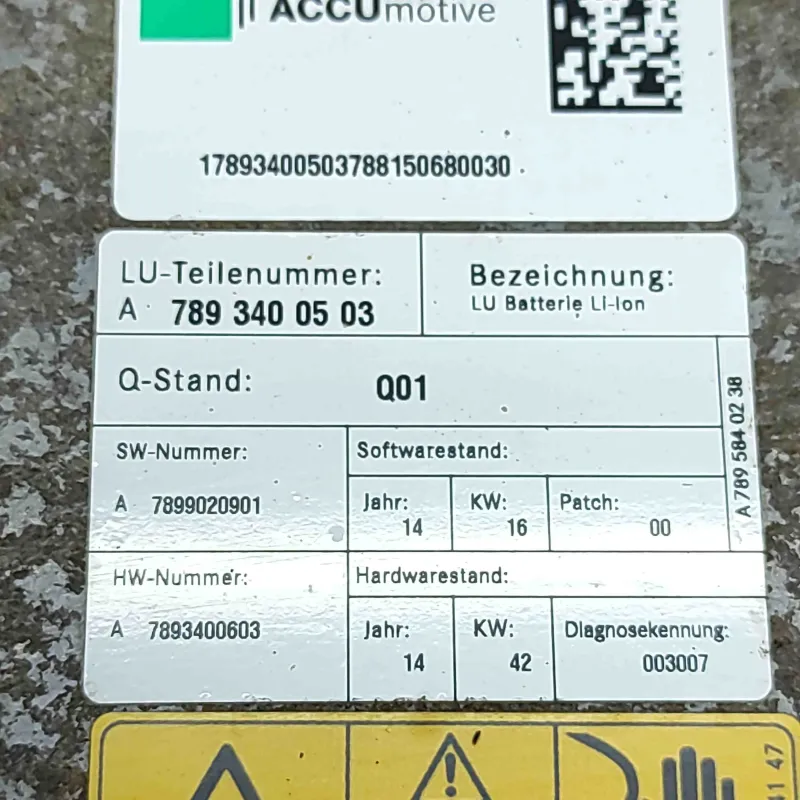 ACCUmotive
17893400503788150680030
LU-Teilenummer:
A 789 340 05 03
Bezeichnung:
LU Batterie Li-Ion
Q-Stand: Q01
A 789 584 02 38
SW-Nummer:
A 7899020901
Softwarestand:
Jahr: KW: Patch:
14 16 00
HW-Nummer:
A 7893400603
Hardwarestand:
Jahr: KW: Diagnosekennung:
14 42 003007
47